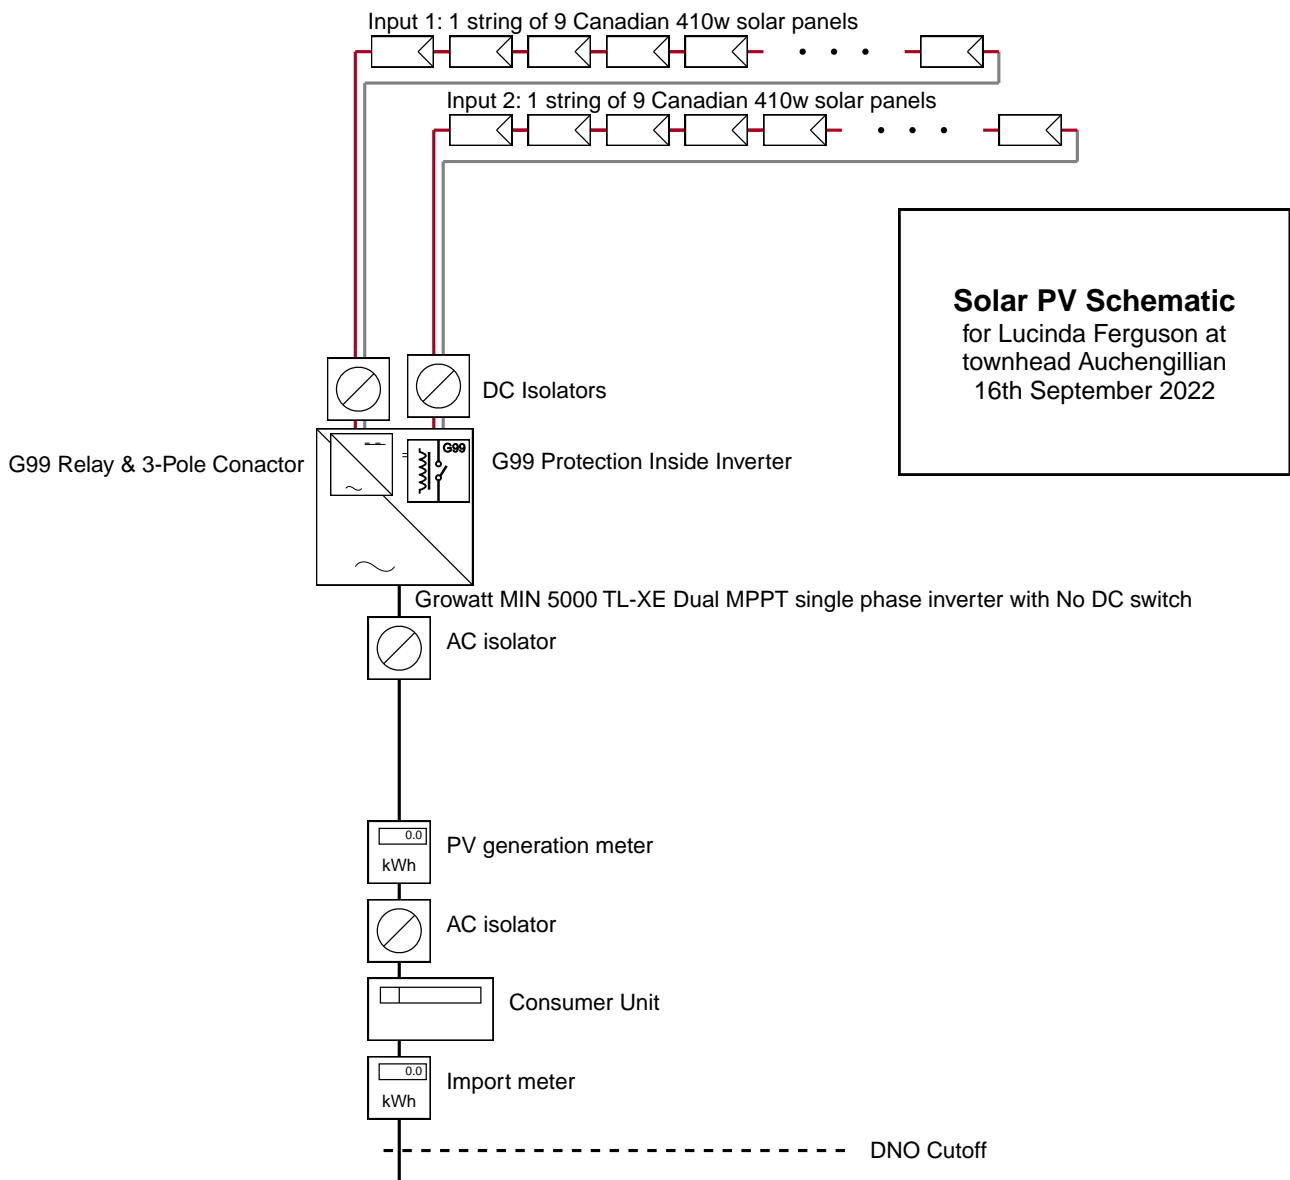 Input 1: 1 string of 9 Canadian 410w solar panels
Input 2: 1 string of 9 Canadian 410w solar panels
Solar PV Schematic
for Lucinda Ferguson at
townhead Auchengillian
16th September 2022
DC Isolators
G99 Relay & 3-Pole Conactor
G99
G99 Protection Inside Inverter
Growatt MIN 5000 TL-XE Dual MPPT single phase inverter with No DC switch
AC isolator
0.0
kWh
PV generation meter
AC isolator
Consumer Unit
0.0
kWh
Import meter
DNO Cutoff